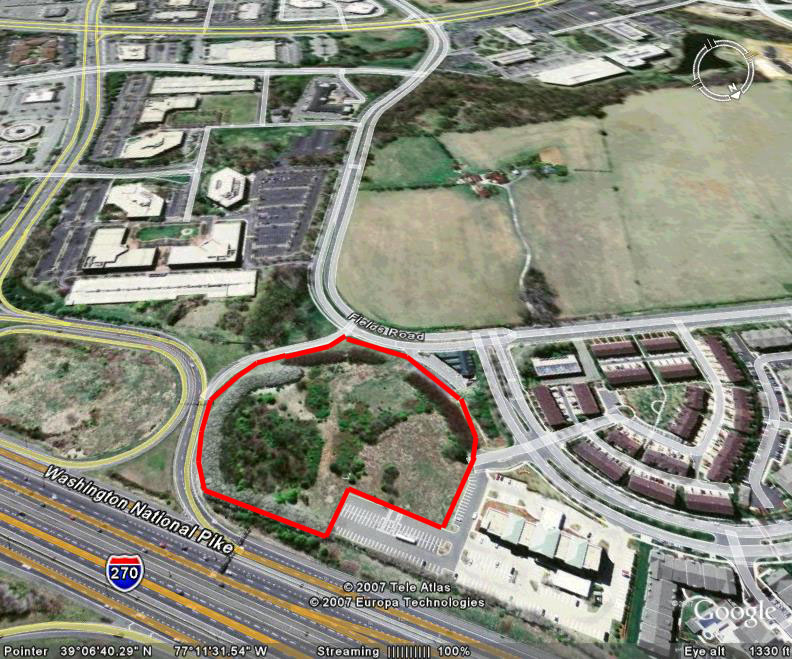 N
Fields Road
Washington National Pike
270
© 2007 Tele Atlas
© 2007 Europa Technologies
Google
Pointer 39°06'40.29" N 77°11'31.54" W Streaming ||||||||| 100% Eye alt 1330 ft